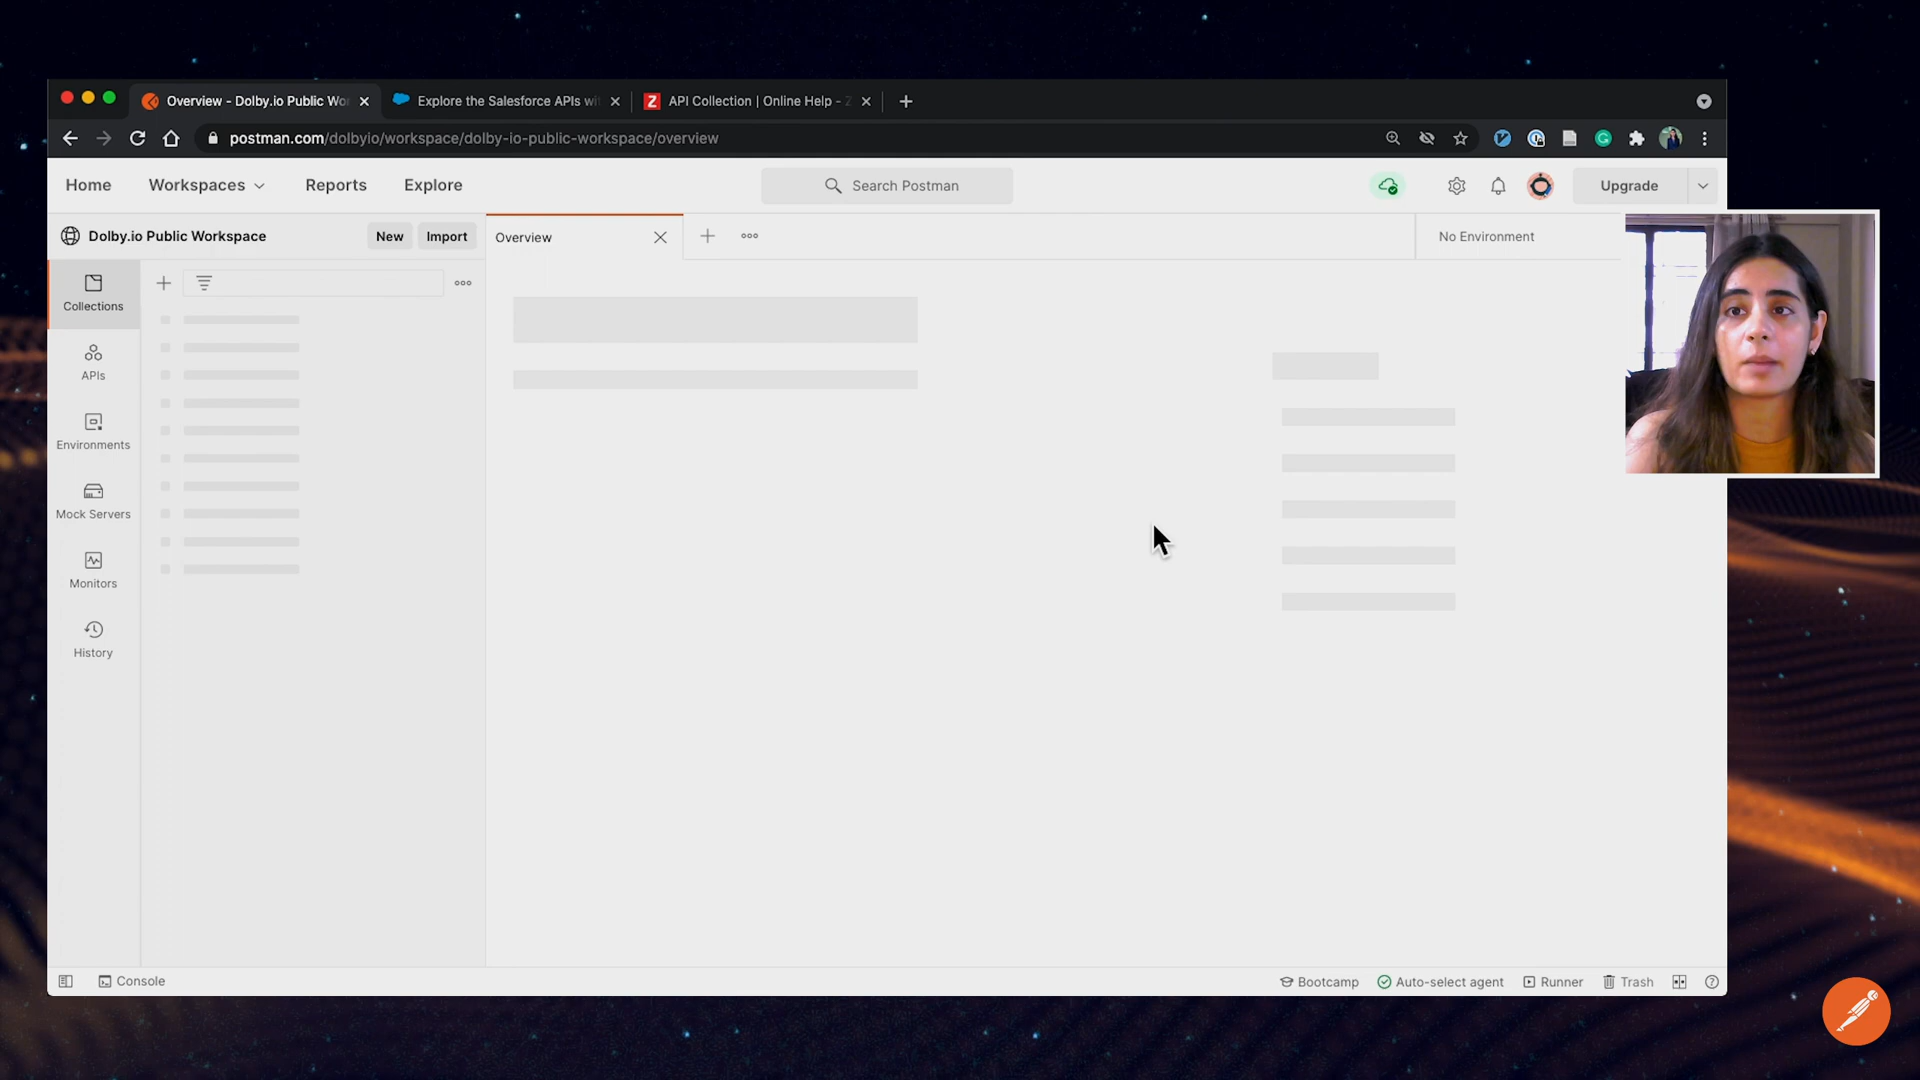 Overview - Dolby.io Public Wo
Explore the Salesforce APIs wi
Z API Collection | Online Help - Z
postman.com/dolbyio/workspace/dolby-io-public-workspace/overview
Home
Workspaces
Reports
Explore
Search Postman
Upgrade
Dolby.io Public Workspace
New
Import
Overview
No Environment
Collections
APIs
Environments
Mock Servers
Monitors
History
Console
Bootcamp
Auto-select agent
Runner
Trash